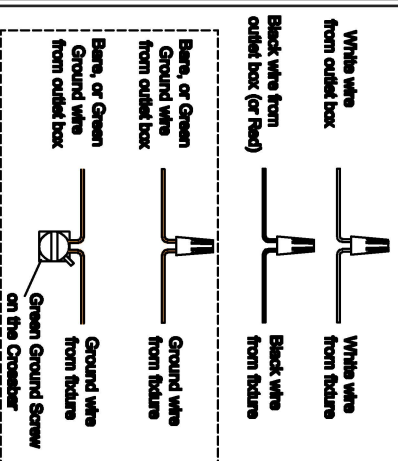 White wire
from outlet box
White wire
from fixture
Black wire from
outlet box (or Red)
Black wire
from fixture
Bare, or Green
Ground wire
from outlet box
Ground wire
from fixture
Bare, or Green
Ground wire
from outlet box
Ground wire
from fixture
Green Ground Screw
on the Crossbar